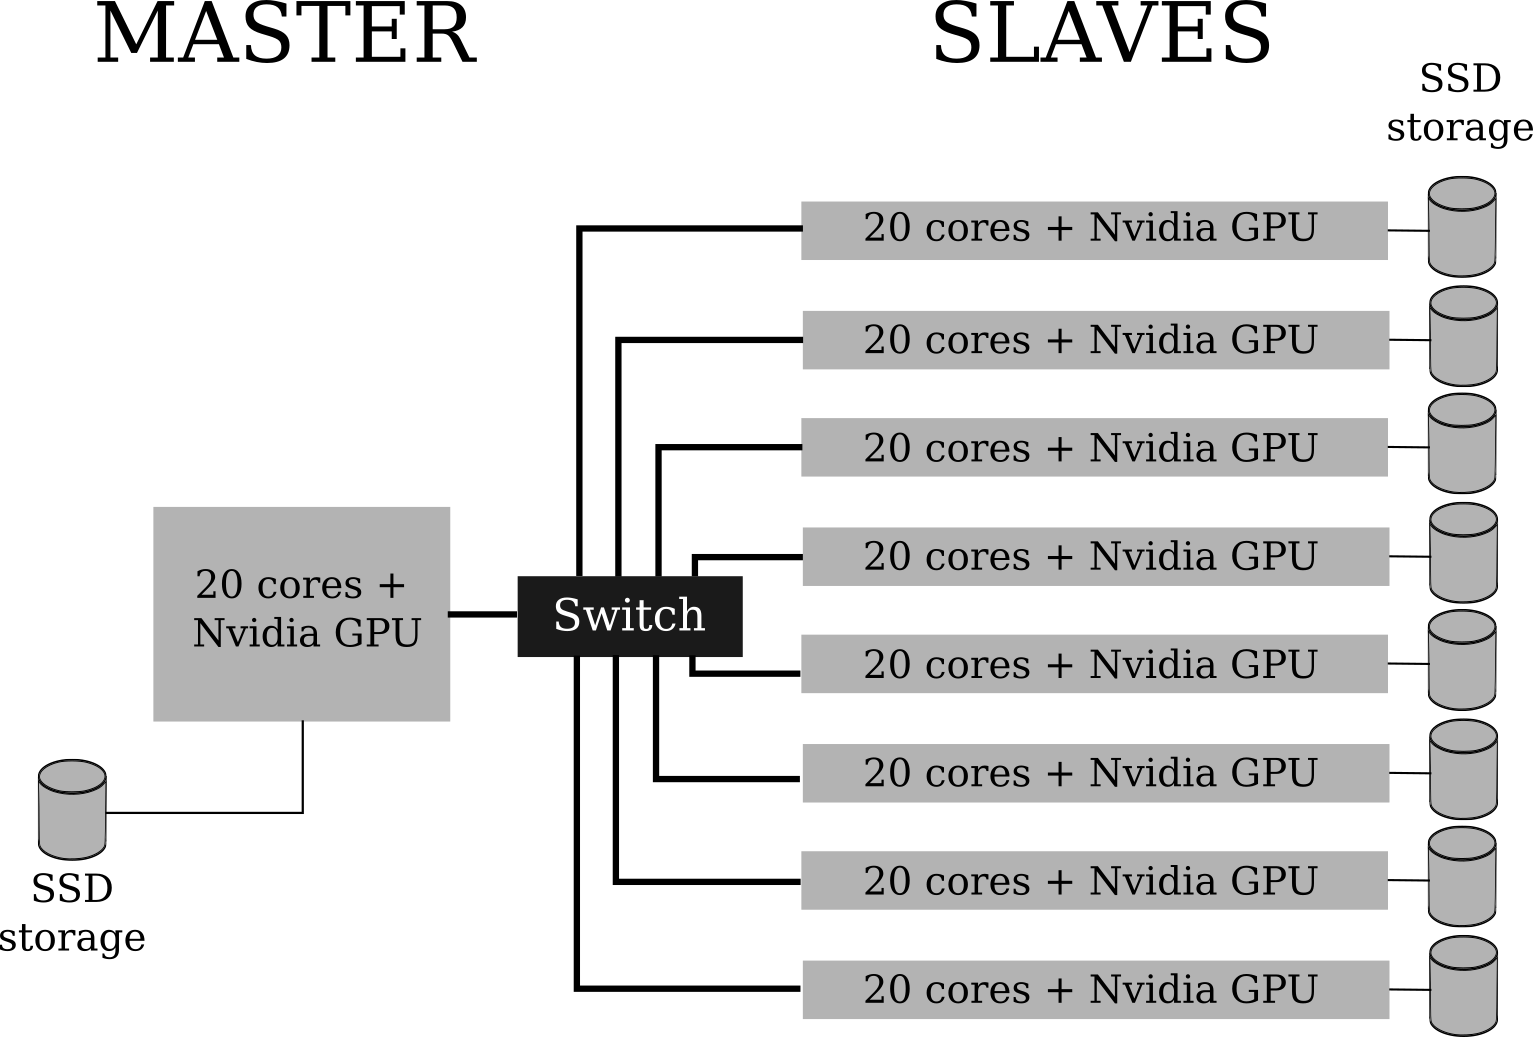 MASTER
SLAVES
SSD
storage
20 cores + Nvidia GPU
20 cores + Nvidia GPU
20 cores + Nvidia GPU
20 cores + Nvidia GPU
20 cores +
Nvidia GPU
Switch
20 cores + Nvidia GPU
20 cores + Nvidia GPU
20 cores + Nvidia GPU
20 cores + Nvidia GPU
SSD
storage